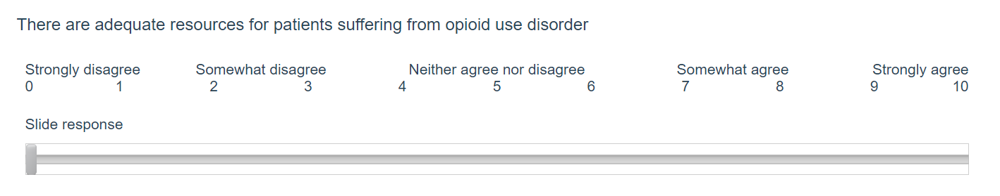 There are adequate resources for patients suffering from opioid use disorder
Strongly disagree Somewhat disagree Neither agree nor disagree Somewhat agree Strongly agree
0 1 2 3 4 5 6 7 8 9 10
Slide response